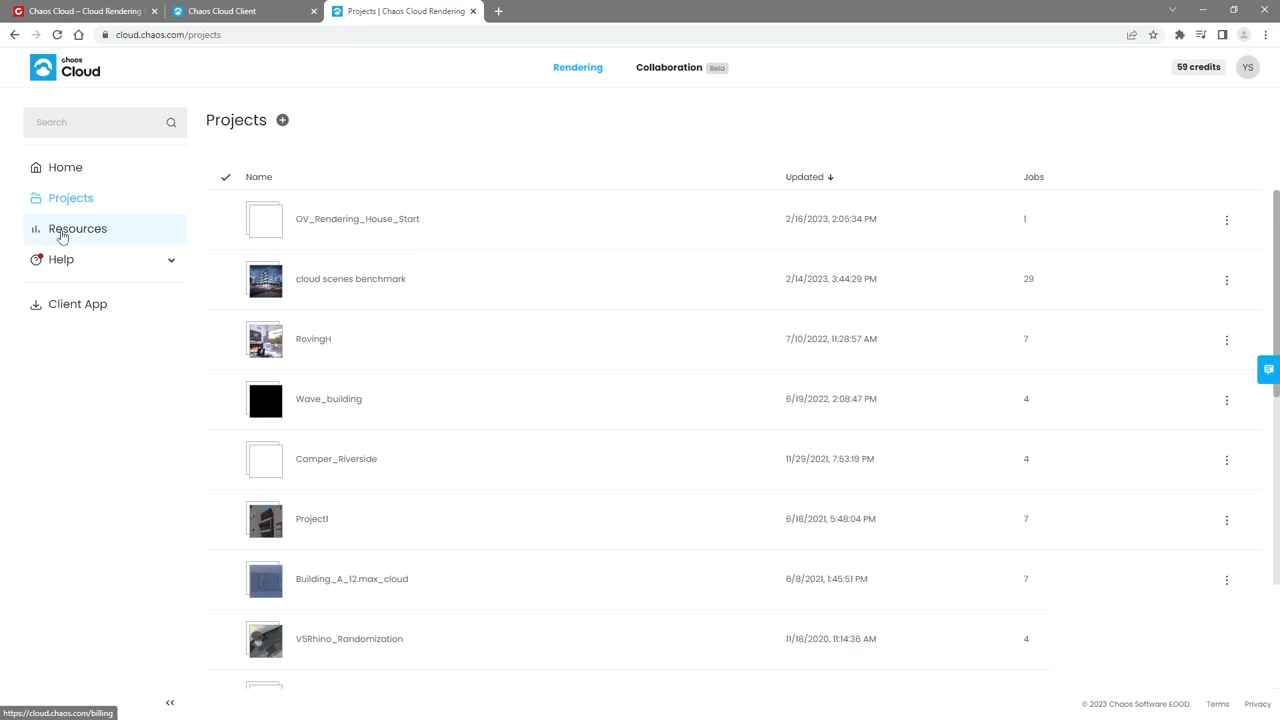 Chaos Cloud – Cloud Rendering
Chaos Cloud Client
Projects | Chaos Cloud Rendering
cloud.chaos.com/projects
chaos
Cloud
Rendering
Collaboration Beta
59 credits
YS
Search
Home
Projects
Resources
Help
Client App
Projects
Name Updated Jobs
OV_Rendering_House_Start 2/16/2023, 2:05:34 PM 1
cloud scenes benchmark 2/14/2023, 3:44:29 PM 29
RovingH 7/10/2022, 11:28:57 AM 7
Wave_building 6/19/2022, 2:08:47 PM 4
Camper_Riverside 11/29/2021, 7:53:19 PM 4
Project1 6/18/2021, 5:48:04 PM 7
Building_A_12.max_cloud 6/8/2021, 1:45:51 PM 7
V5Rhino_Randomization 11/18/2020, 11:14:36 AM 4
© 2023 Chaos Software EOOD. Terms Privacy
https://cloud.chaos.com/billing